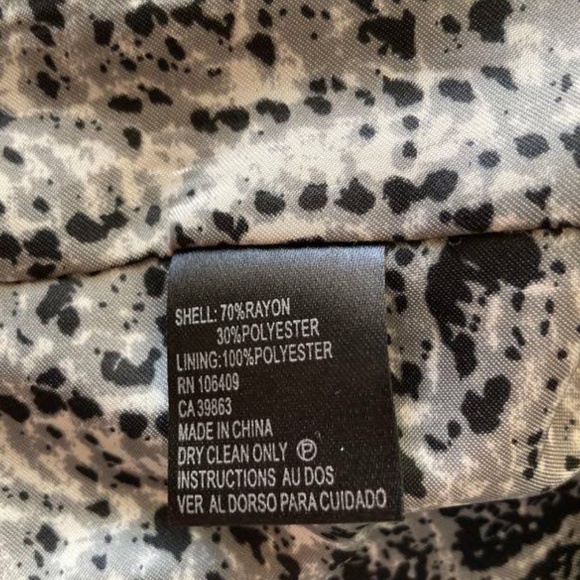 SHELL: 70%RAYON
30%POLYESTER
LINING:100%POLYESTER
RN 106409
CA 39863
MADE IN CHINA
DRY CLEAN ONLY Ⓟ
INSTRUCTIONS AU DOS
VER AL DORSO PARA CUIDADO